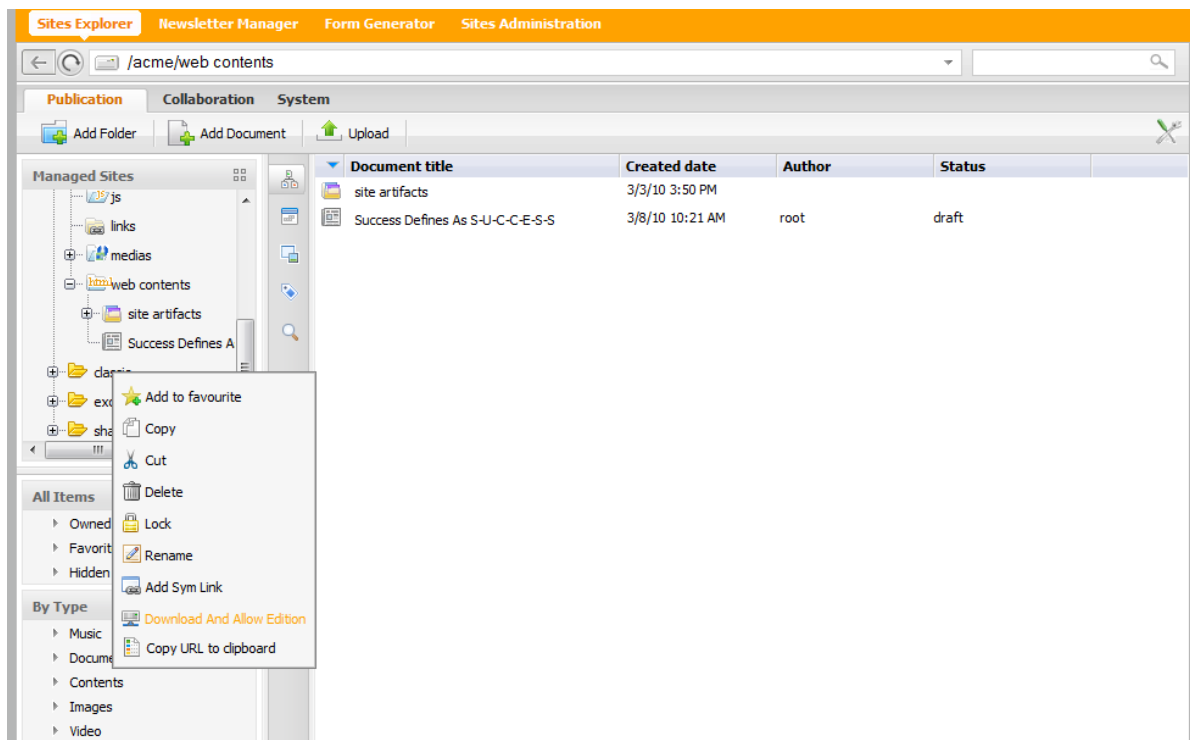 Sites Explorer Newsletter Manager Form Generator Sites Administration
/acme/web contents
Publication Collaboration System
Add Folder Add Document Upload
Managed Sites
js
links
medias
web contents
site artifacts
Success Defines A
classic
exo
sha
Document title Created date Author Status
site artifacts 3/3/10 3:50 PM
Success Defines As S-U-C-C-E-S-S 3/8/10 10:21 AM root draft
Add to favourite
Copy
Cut
Delete
Lock
Rename
Add Sym Link
Download And Allow Edition
Copy URL to clipboard
All Items
Owned
Favorit
Hidden
By Type
Music
Docume
Contents
Images
Video